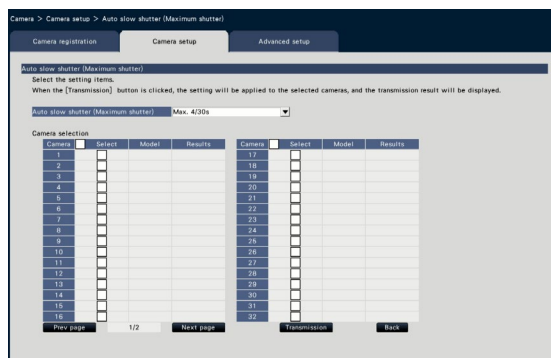 Camera > Camera setup > Auto slow shutter (Maximum shutter)
Camera registration Camera setup Advanced setup
Auto slow shutter (Maximum shutter)
Select the setting items.
When the [Transmission] button is clicked, the setting will be applied to the selected cameras, and the transmission result will be displayed.
Auto slow shutter (Maximum shutter) Max. 4/30s
Camera selection
Camera Select Model Results Camera Select Model Results
1 17
2 18
3 19
4 20
5 21
6 22
7 23
8 24
9 25
10 26
11 27
12 28
13 29
14 30
15 31
16 32
Prev page 1/2 Next page Transmission Back